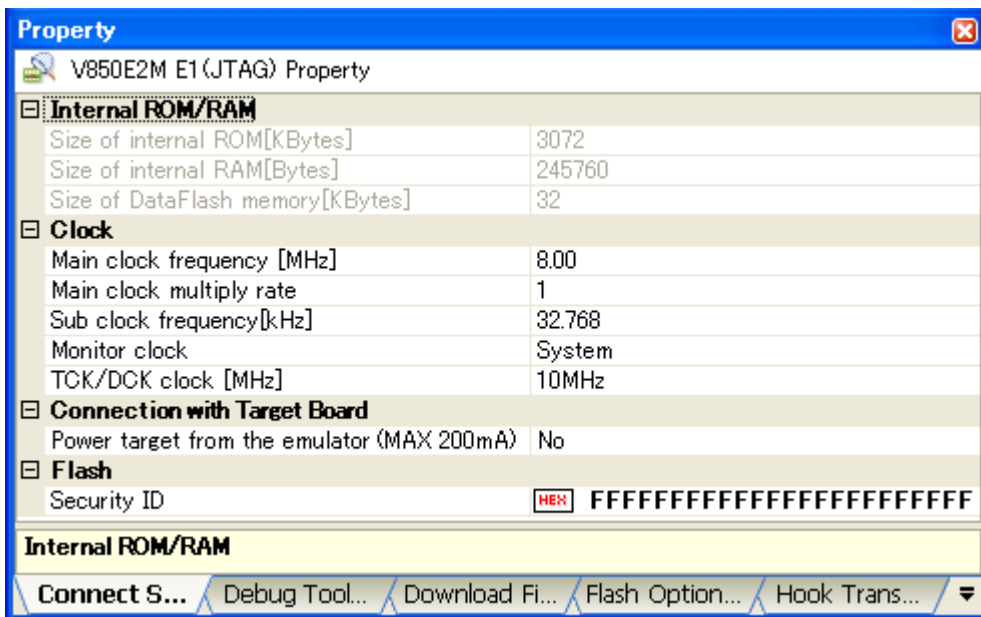 Property
V850E2M E1(JTAG) Property
Internal ROM/RAM
Size of internal ROM[KBytes] 3072
Size of internal RAM[Bytes] 245760
Size of DataFlash memory[KBytes] 32
Clock
Main clock frequency [MHz] 8.00
Main clock multiply rate 1
Sub clock frequency[kHz] 32.768
Monitor clock System
TCK/DCK clock [MHz] 10MHz
Connection with Target Board
Power target from the emulator (MAX 200mA) No
Flash
Security ID HEX FFFFFFFFFFFFFFFFFFFFFFFF
Internal ROM/RAM
Connect S... Debug Tool... Download Fi... Flash Option... Hook Trans...